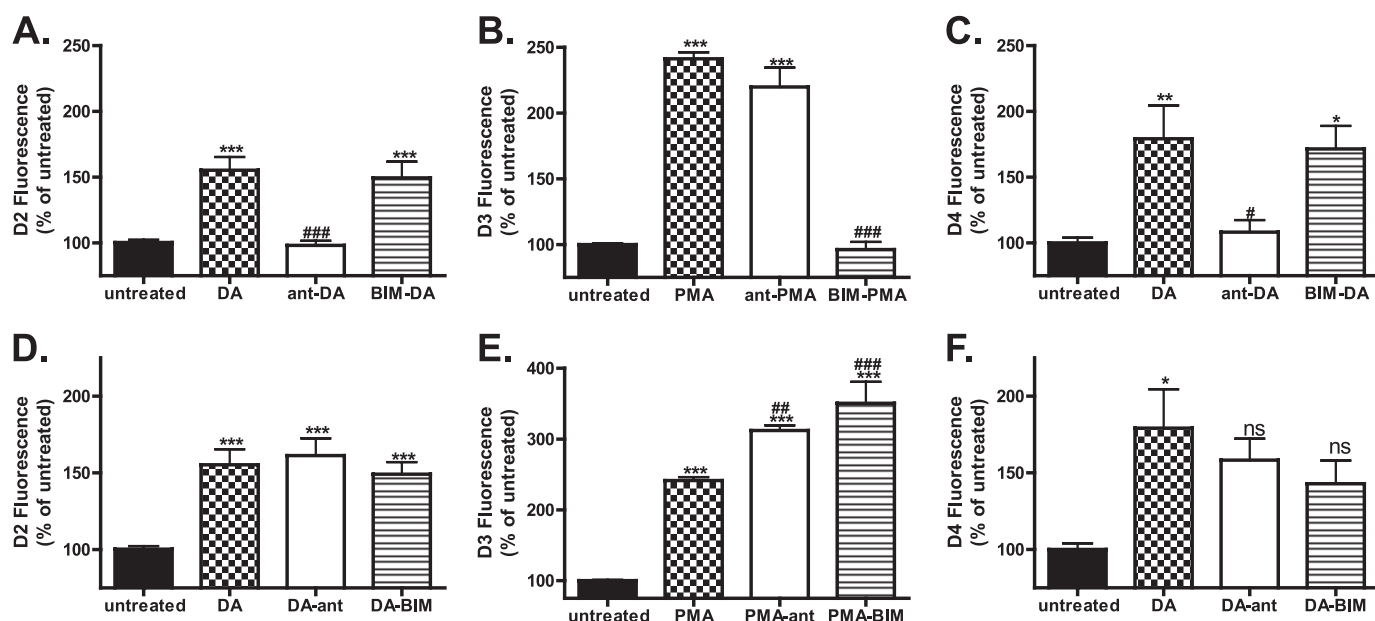 A.
D2 Fluorescence
(% of untreated)
250
200
150
100
***
###
***
untreated DA ant-DA BIM-DA
B.
D3 Fluorescence
(% of untreated)
250
200
150
100
***
***
###
untreated PMA ant-PMA BIM-PMA
C.
D4 Fluorescence
(% of untreated)
250
200
150
100
**
#
*
untreated DA ant-DA BIM-DA
D.
D2 Fluorescence
(% of untreated)
200
150
100
***
***
***
untreated DA DA-ant DA-BIM
E.
D3 Fluorescence
(% of untreated)
400
300
200
100
***
##
***
###
***
untreated PMA PMA-ant PMA-BIM
F.
D4 Fluorescence
(% of untreated)
200
150
100
*
ns
ns
untreated DA DA-ant DA-BIM